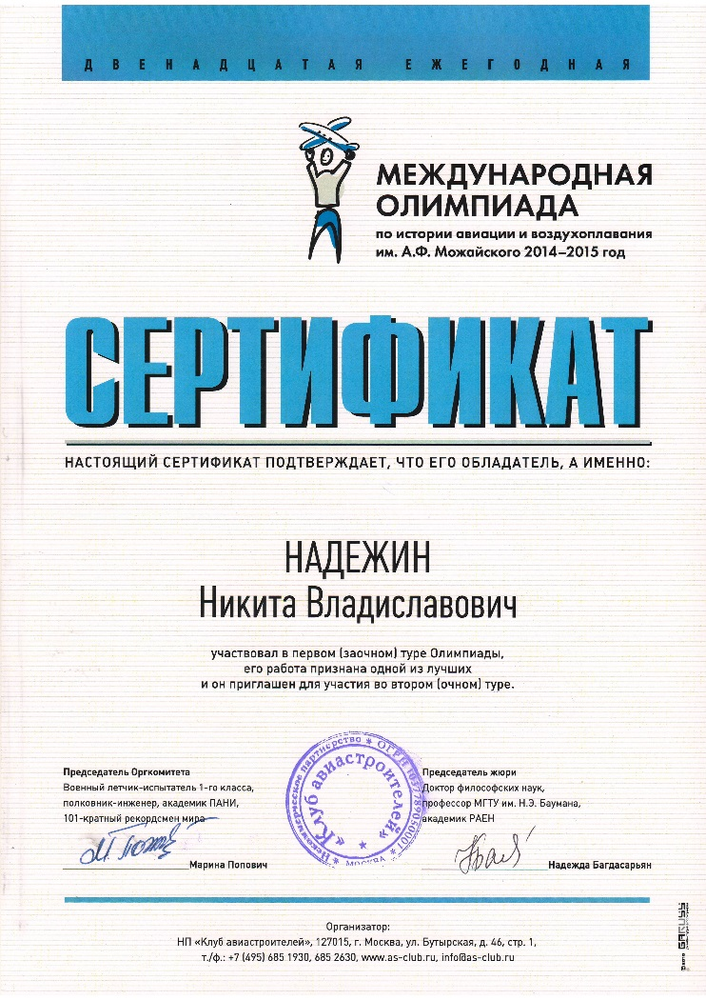 ДВЕНАДЦАТАЯ ЕЖЕГОДНАЯ
МЕЖДУНАРОДНАЯ
ОЛИМПИАДА
по истории авиации и воздухоплавания
им. А.Ф. Можайского 2014–2015 год
СЕРТИФИКАТ
НАСТОЯЩИЙ СЕРТИФИКАТ ПОДТВЕРЖДАЕТ, ЧТО ЕГО ОБЛАДАТЕЛЬ, А ИМЕННО:
НАДЕЖИН
Никита Владиславович
участвовал в первом (заочном) туре Олимпиады,
его работа признана одной из лучших
и он приглашен для участия во втором (очном) туре.
Председатель Оргкомитета
Военный летчик-испытатель 1-го класса,
полковник-инженер, академик ПАНИ,
101-кратный рекордсмен мира
Марина Попович
Некоммерческое партнерство * ОГРН 1037789050001 * МОСКВА *
«Клуб авиастроителей»
Председатель жюри
Доктор философских наук,
профессор МГТУ им. Н.Э. Баумана,
академик РАЕН
Надежда Багдасарьян
Организатор:
НП «Клуб авиастроителей», 127015, г. Москва, ул. Бутырская, д. 46, стр. 1,
т./ф.: +7 (495) 685 1930, 685 2630, www.as-club.ru, info@as-club.ru